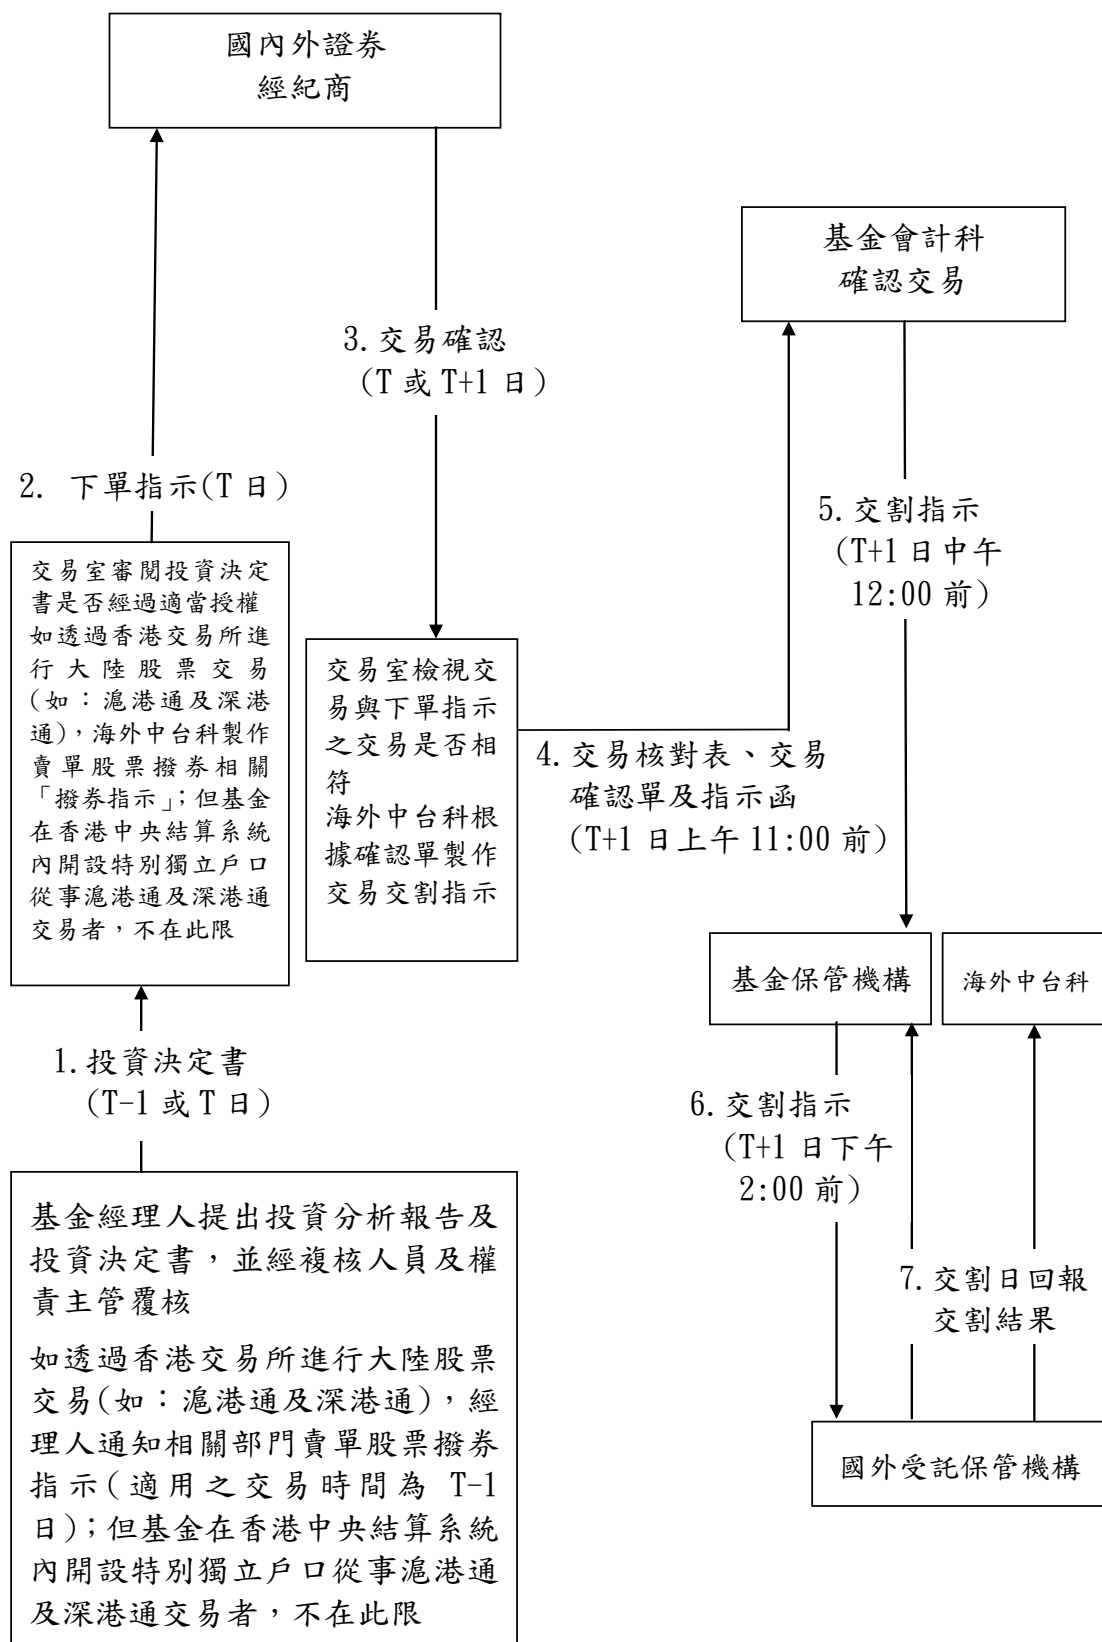 國內外證券
經紀商
基金會計科
確認交易
3.交易確認
(T 或 T+1 日)
2. 下單指示(T 日)
5.交割指示
(T+1 日中午
12:00 前)
交易室審閱投資決定
書是否經過適當授權
如透過香港交易所進
行大陸股票交易
(如：滬港通及深港
通)，海外中台科製作
賣單股票撥券相關
「撥券指示」；但基金
在香港中央結算系統
內開設特別獨立戶口
從事滬港通及深港通
交易者，不在此限
交易室檢視交
易與下單指示
之交易是否相
符
海外中台科根
據確認單製作
交易交割指示
4.交易核對表、交易
確認單及指示函
(T+1 日上午 11:00 前)
基金保管機構
海外中台科
1.投資決定書
(T-1 或 T 日)
6.交割指示
(T+1 日下午
2:00 前)
基金經理人提出投資分析報告及
投資決定書，並經複核人員及權
責主管覆核
如透過香港交易所進行大陸股票
交易(如：滬港通及深港通)，經
理人通知相關部門賣單股票撥券
指示(適用之交易時間為 T-1
日)；但基金在香港中央結算系統
內開設特別獨立戶口從事滬港通
及深港通交易者，不在此限
7.交割日回報
交割結果
國外受託保管機構